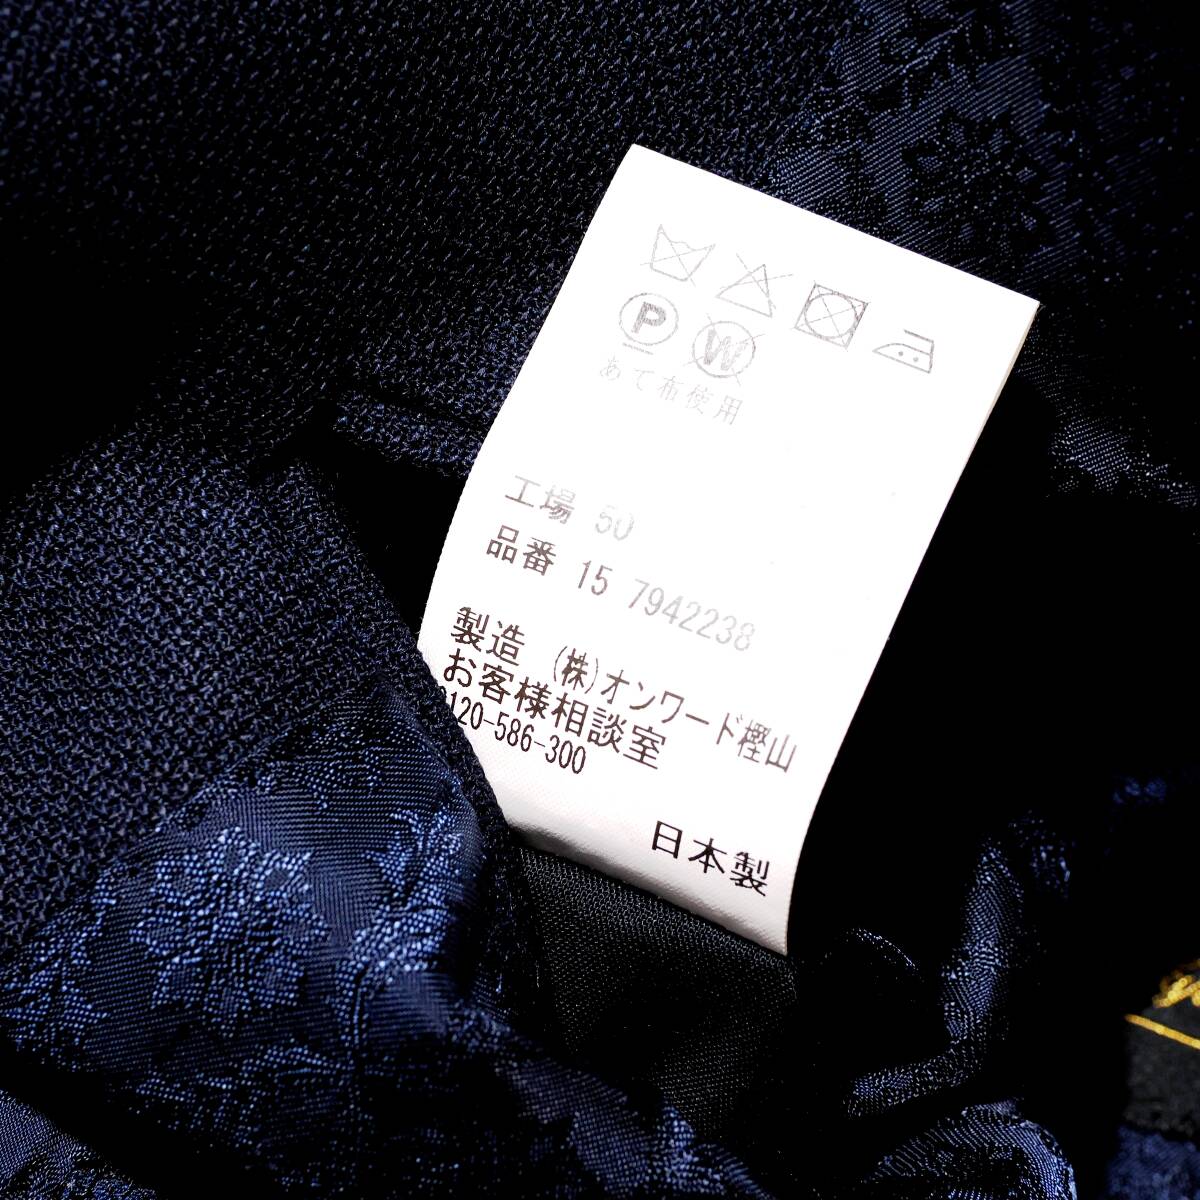 P W
あて布使用
工場 50
品番 15 7942238
製造 (株)オンワード樫山
お客様相談室
120-586-300
日本製